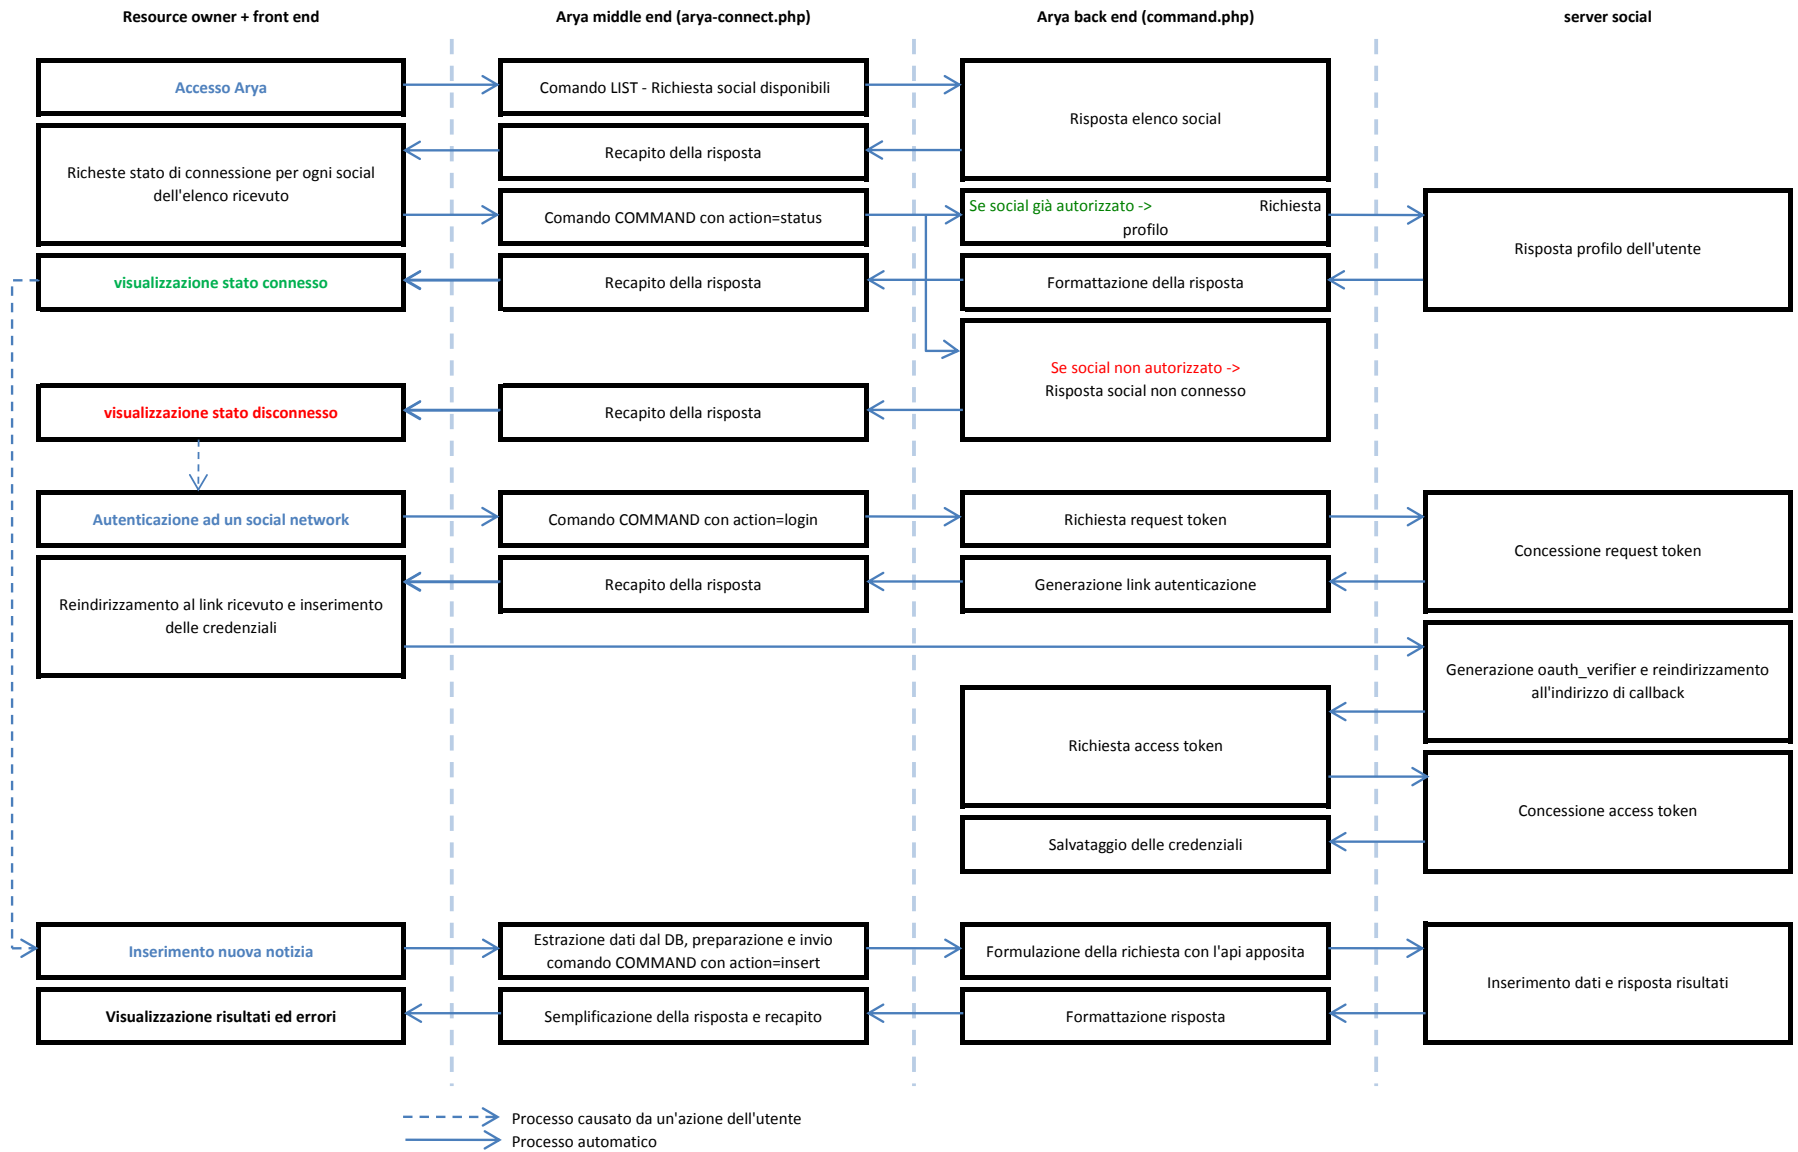 Resource owner + front end
Arya middle end (arya-connect.php)
Arya back end (command.php)
server social
Accesso Arya
Comando LIST - Richiesta social disponibili
Risposta elenco social
Recapito della risposta
Richeste stato di connessione per ogni social
dell'elenco ricevuto
Comando COMMAND con action=status
Se social già autorizzato -> Richiesta
profilo
Risposta profilo dell'utente
visualizzazione stato connesso
Recapito della risposta
Formattazione della risposta
Se social non autorizzato ->
Risposta social non connesso
visualizzazione stato disconnesso
Recapito della risposta
Autenticazione ad un social network
Comando COMMAND con action=login
Richiesta request token
Concessione request token
Recapito della risposta
Generazione link autenticazione
Reindirizzamento al link ricevuto e inserimento
delle credenziali
Generazione oauth_verifier e reindirizzamento
all'indirizzo di callback
Richiesta access token
Concessione access token
Salvataggio delle credenziali
Inserimento nuova notizia
Estrazione dati dal DB, preparazione e invio
comando COMMAND con action=insert
Formulazione della richiesta con l'api apposita
Inserimento dati e risposta risultati
Visualizzazione risultati ed errori
Semplificazione della risposta e recapito
Formattazione risposta
Processo causato da un'azione dell'utente
Processo automatico